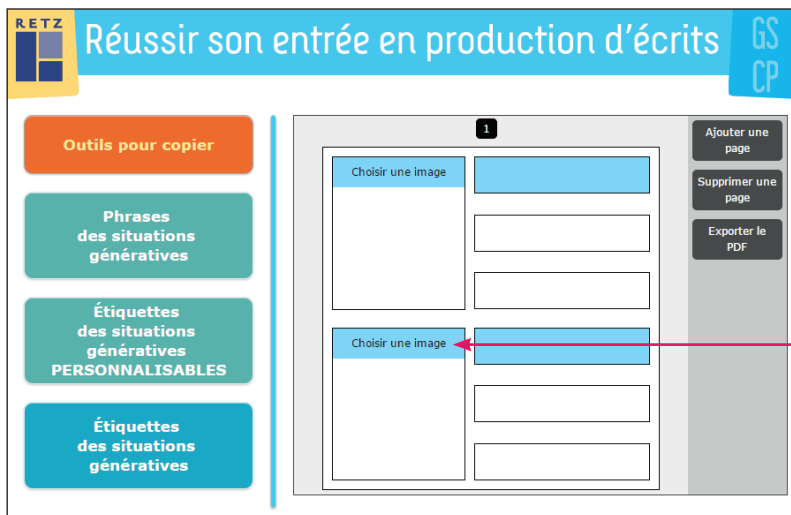 RETZ
Réussir son entrée en production d'écrits
GS
CP
Outils pour copier
Phrases
des situations
génératives
Étiquettes
des situations
génératives
PERSONNALISABLES
Étiquettes
des situations
génératives
1
Choisir une image
Choisir une image
Ajouter une
page
Supprimer une
page
Exporter le
PDF